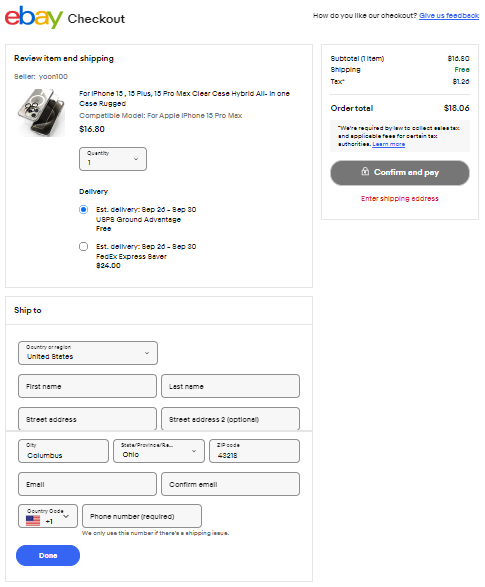 ebay Checkout
How do you like our checkout? Give us feedback
Review item and shipping
Seller: yoon100
For iPhone 15 , 15 Plus, 15 Pro Max Clear Case Hybrid All- in one
Case Rugged
Compatible Model: For Apple iPhone 15 Pro Max
$16.80
Quantity
1
Delivery
Est. delivery: Sep 26 – Sep 30
USPS Ground Advantage
Free
Est. delivery: Sep 26 – Sep 30
FedEx Express Saver
$24.00
Subtotal (1 item) $16.80
Shipping Free
Tax* $1.26
Order total $18.06
*We're required by law to collect sales tax
and applicable fees for certain tax
authorities. Learn more
Confirm and pay
Enter shipping address
Ship to
Country or region
United States
First name Last name
Street address Street address 2 (optional)
City State/Province/Re... ZIP code
Columbus Ohio 43218
Email Confirm email
Country Code
+1 Phone number (required)
We only use this number if there's a shipping issue.
Done